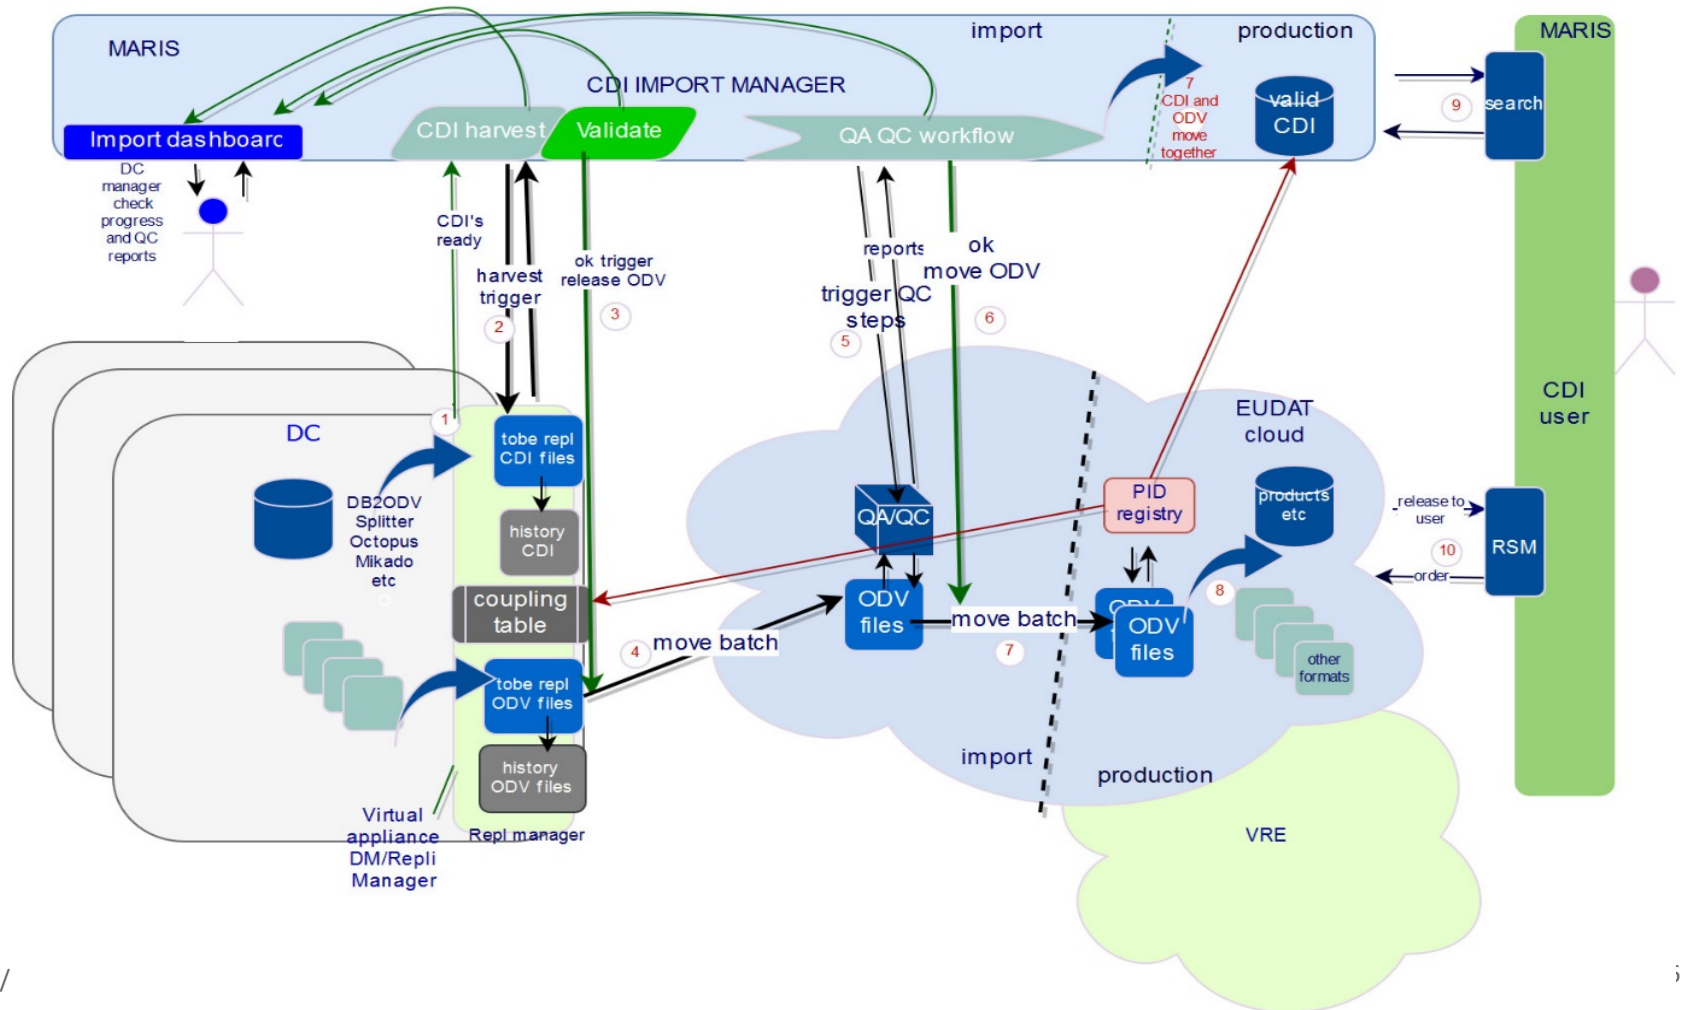 MARIS
CDI IMPORT MANAGER
import
production
MARIS
Import dashboarc
CDI harvest
Validate
QA QC workflow
7
CDI and
ODV
move
together
valid
CDI
9
search
DC
manager
check
progress
and QC
reports
CDI's
ready
harvest
trigger
2
ok trigger
release ODV
3
reports
trigger QC
steps
5
ok
move ODV
6
1
DC
DB2ODV
Splitter
Octopus
Mikado
etc
tobe repl
CDI files
history
CDI
coupling
table
tobe repl
ODV files
history
ODV files
Repl manager
Virtual
appliance
DM/Repli
Manager
4
move batch
QA/QC
ODV
files
move batch
7
EUDAT
cloud
PID
registry
products
etc
ODV
ODV
files
8
other
formats
import
production
VRE
CDI
user
release to
user
10
order
RSM
/